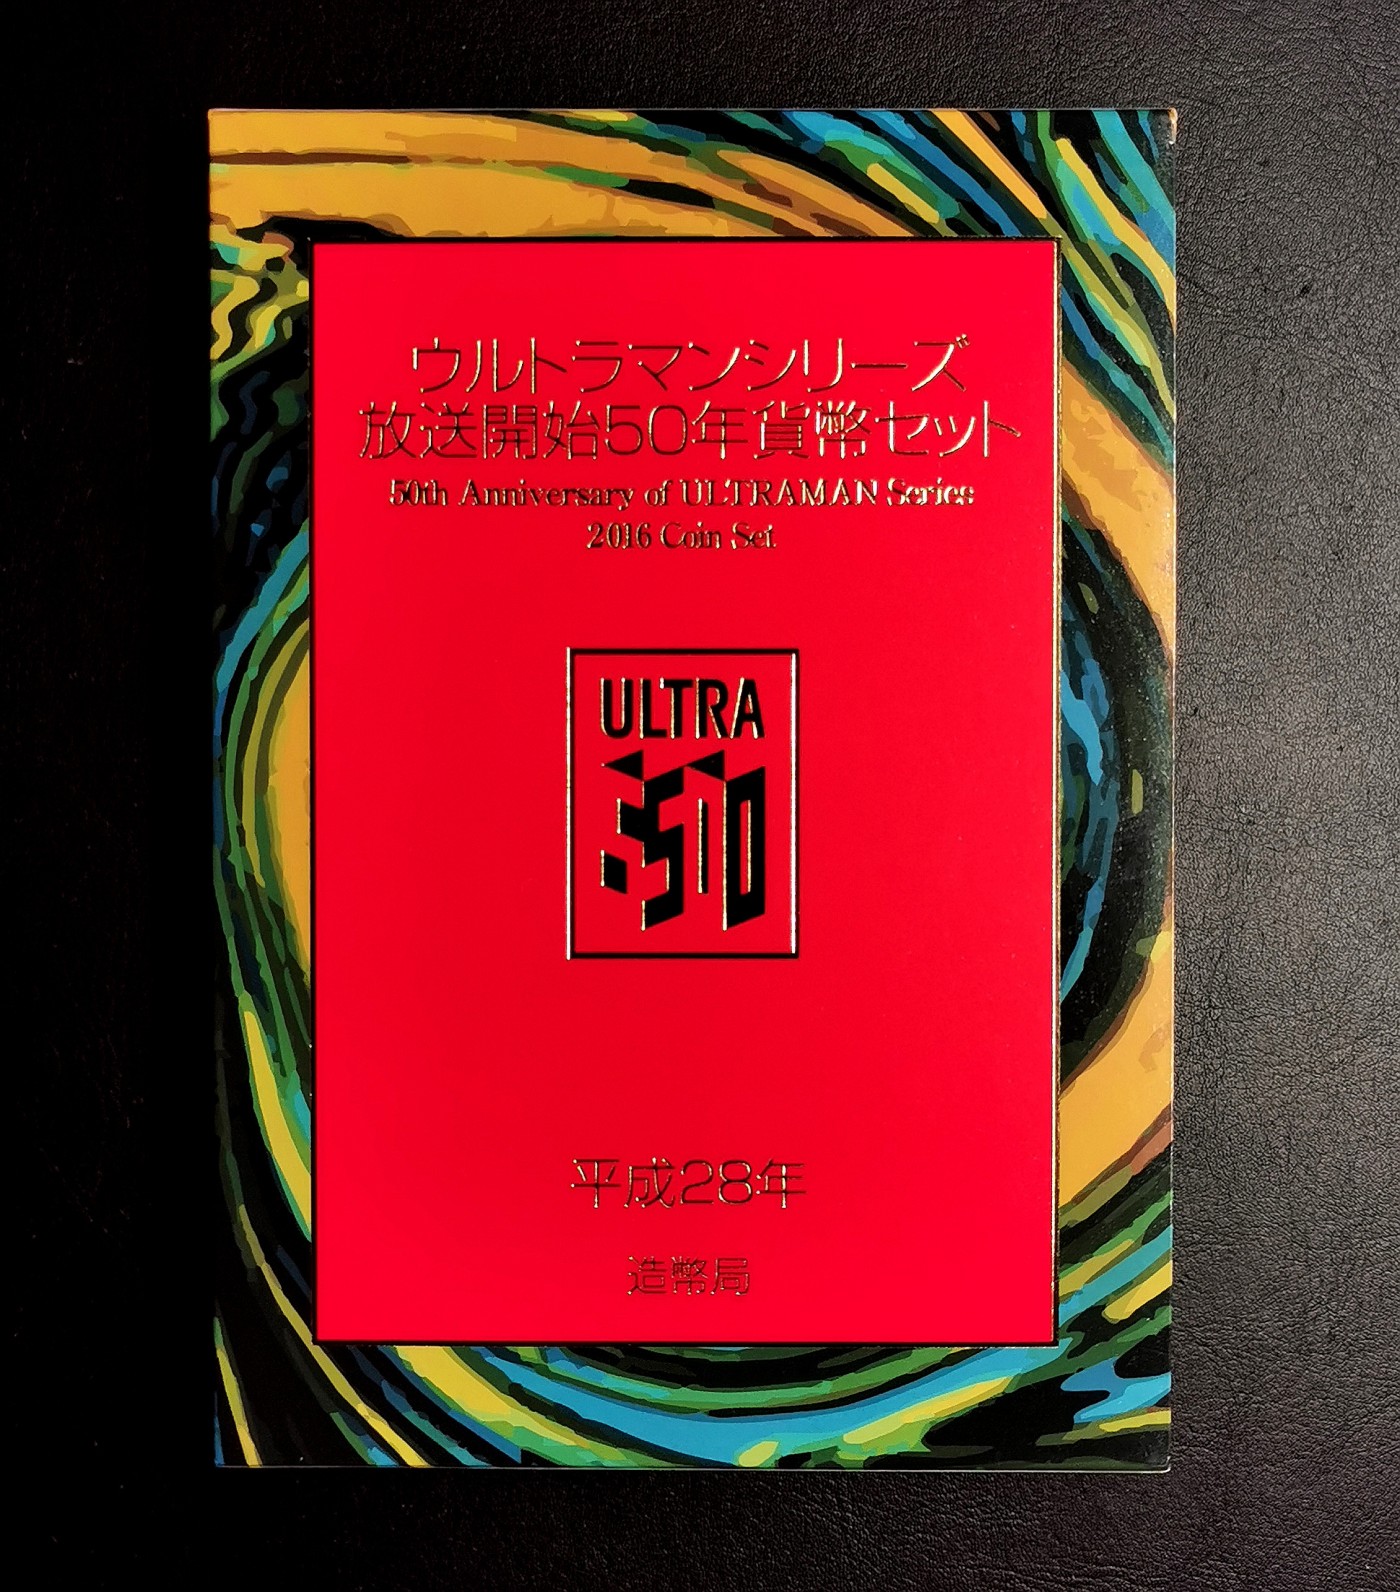 ウルトラマンシリーズ
放送開始50年貨幣セット
50th Anniversary of ULTRAMAN Series
2016 Coin Set
ULTRA
50
平成28年
造幣局